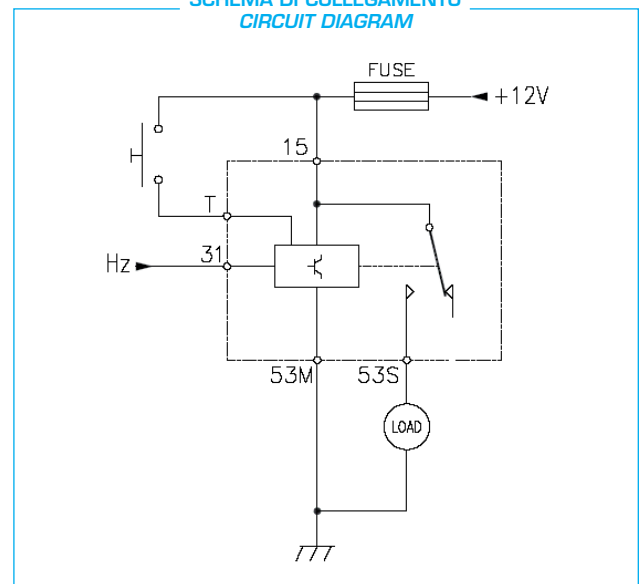 SCHEMA DI COLLEGAMENTO
CIRCUIT DIAGRAM
FUSE
+12V
15
T
31
Hz
53M
53S
LOAD